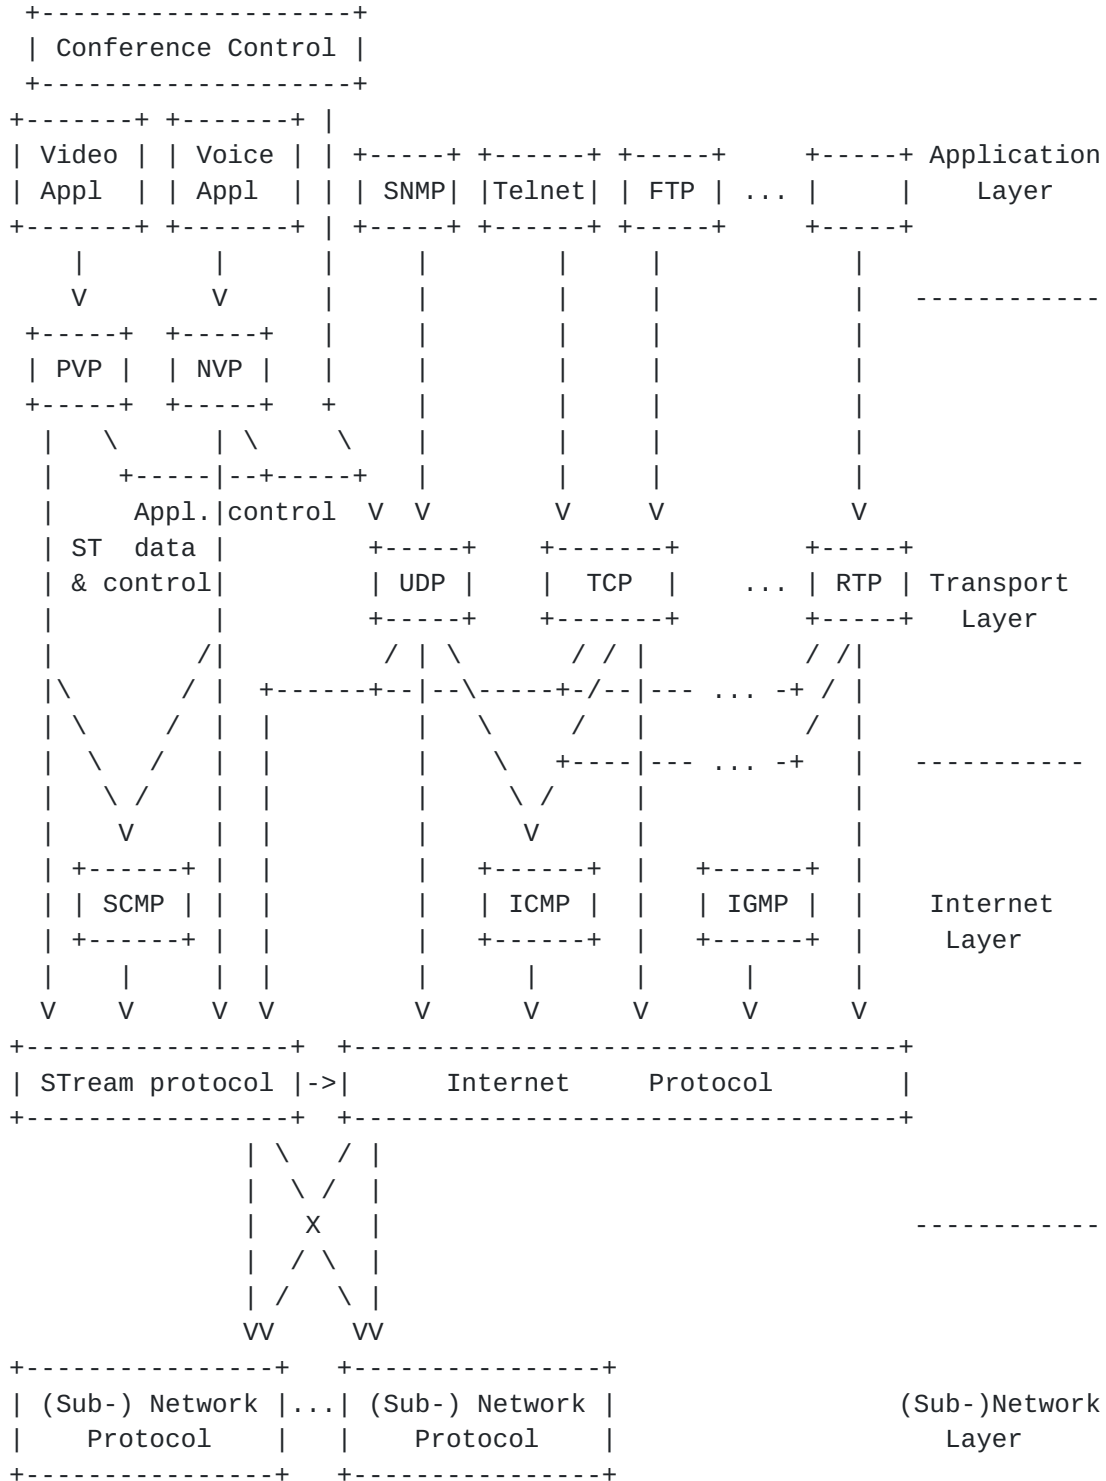 Conference Control
Video Voice Application
Appl Appl SNMP Telnet FTP ... Layer
PVP NVP
Appl. control
ST data
& control UDP TCP ... RTP Transport
Layer
...
...
SCMP ICMP IGMP Internet
Layer
STream protocol -> Internet Protocol
X
(Sub-) Network ... (Sub-) Network (Sub-)Network
Protocol Protocol Layer